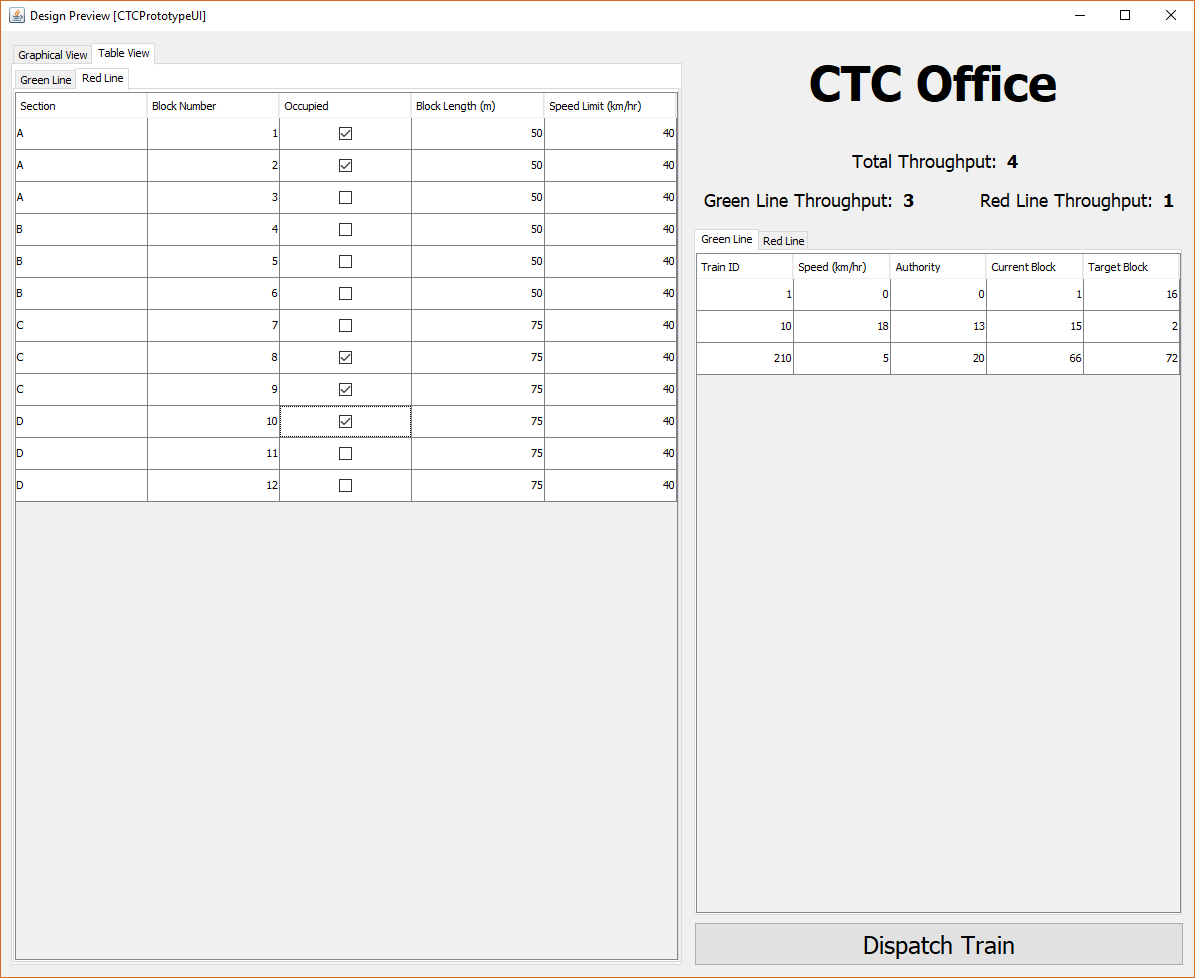 Design Preview [CTCPrototypeUI]
Graphical View Table View
Green Line Red Line
Section Block Number Occupied Block Length (m) Speed Limit (km/hr)
A 1 50 40
A 2 50 40
A 3 50 40
B 4 50 40
B 5 50 40
B 6 50 40
C 7 75 40
C 8 75 40
C 9 75 40
D 10 75 40
D 11 75 40
D 12 75 40
CTC Office
Total Throughput: 4
Green Line Throughput: 3 Red Line Throughput: 1
Green Line Red Line
Train ID Speed (km/hr) Authority Current Block Target Block
1 0 0 1 16
10 18 13 15 2
210 5 20 66 72
Dispatch Train